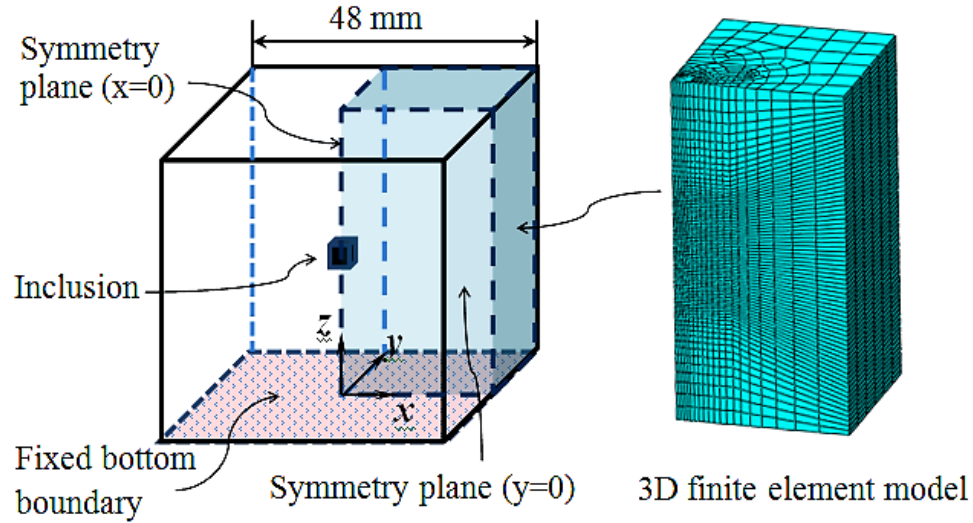 48 mm
Symmetry
plane (x=0)
Inclusion
z
y
x
Fixed bottom
boundary
Symmetry plane (y=0)
3D finite element model